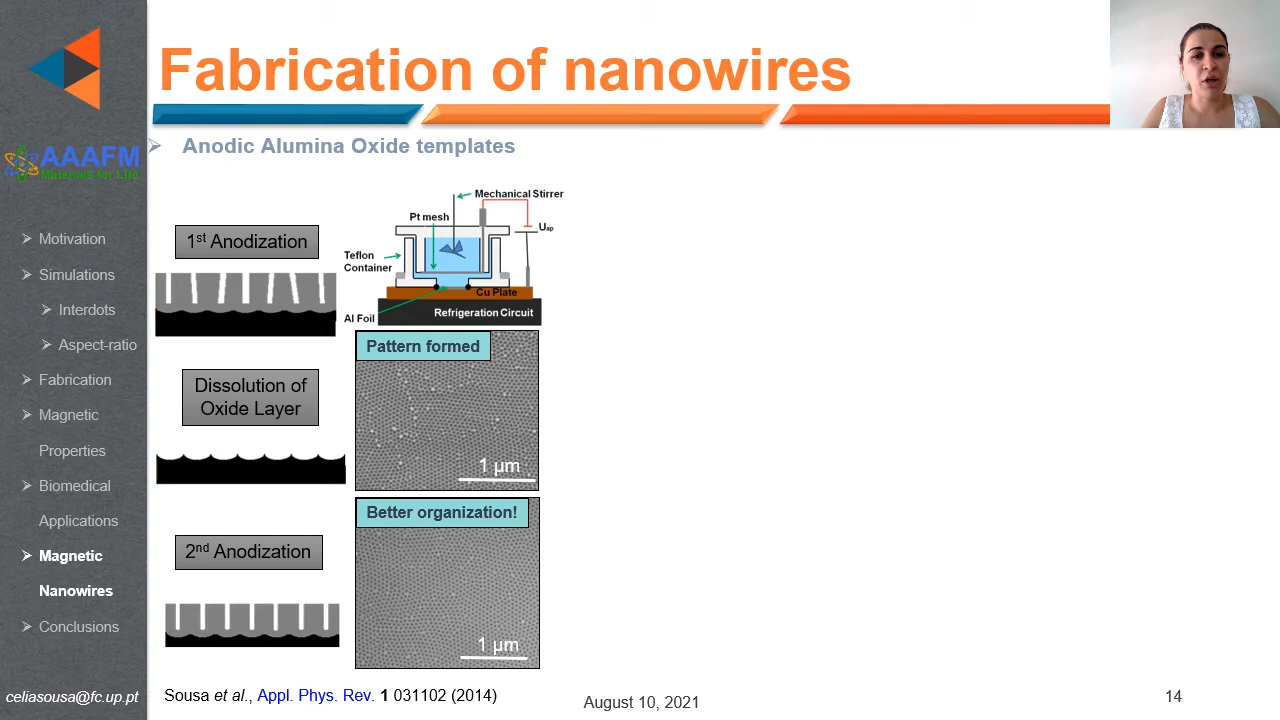 Fabrication of nanowires
Anodic Alumina Oxide templates
AAAFM
Materials for Life
Motivation
Simulations
Interdots
Aspect-ratio
Fabrication
Magnetic
Properties
Biomedical
Applications
Magnetic
Nanowires
Conclusions
celiasousa@fc.up.pt
1st Anodization
Mechanical Stirrer
Pt mesh
Uap
Teflon
Container
Cu Plate
Al Foil
Refrigeration Circuit
Pattern formed
1 µm
Dissolution of
Oxide Layer
Better organization!
1 µm
2nd Anodization
Sousa et al., Appl. Phys. Rev. 1 031102 (2014)
August 10, 2021
14